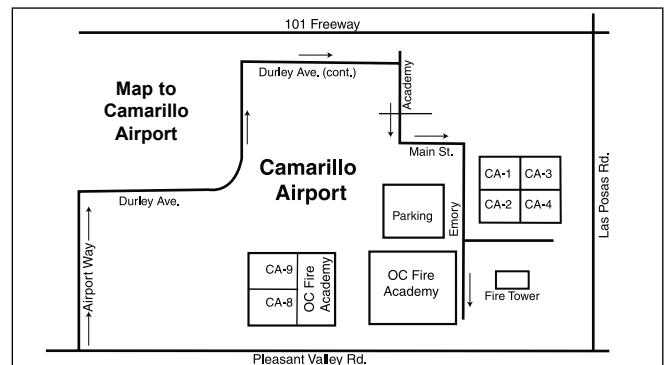 101 Freeway
Map to
Camarillo
Airport
Durley Ave. (cont.)
Academy
Main St.
Camarillo
Airport
Durley Ave.
CA-1 CA-3
CA-2 CA-4
Las Posas Rd.
Parking
Emory
Airport Way
CA-9
CA-8
OC Fire
Academy
OC Fire
Academy
Fire Tower
Pleasant Valley Rd.